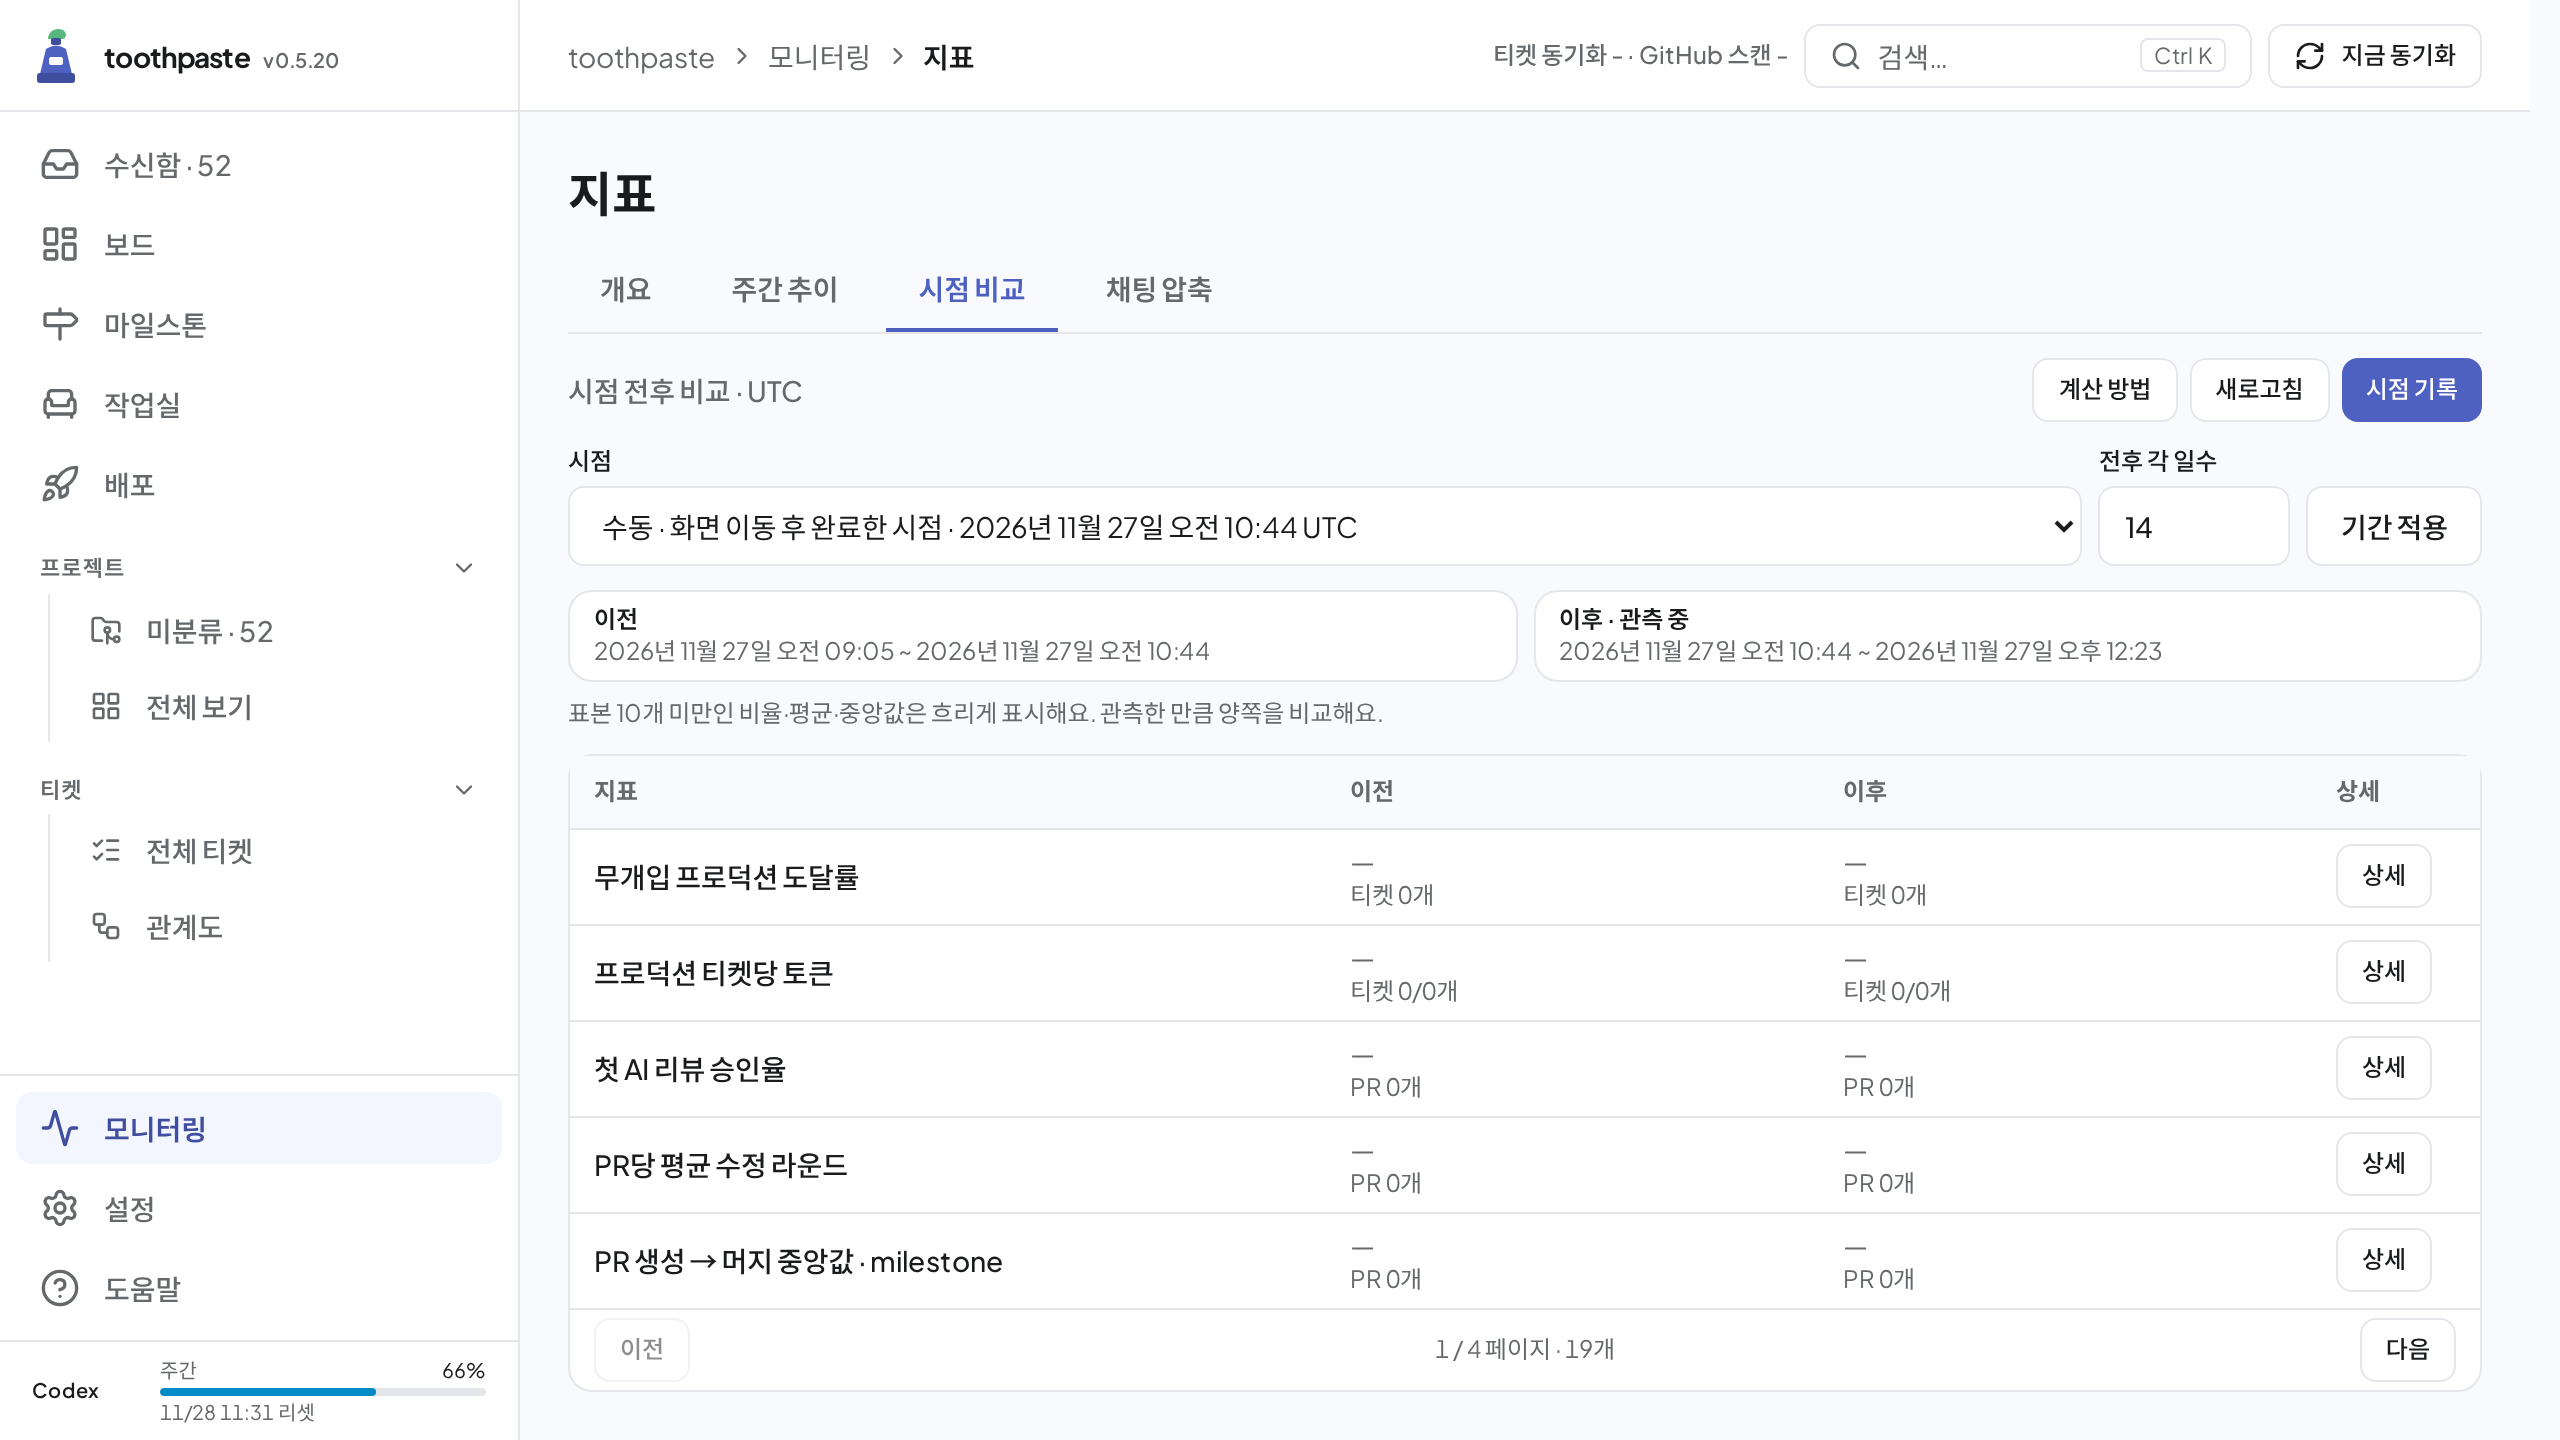 toothpaste v0.5.20
toothpaste > 모니터링 > 지표
티켓 동기화 - · GitHub 스캔 -
검색...
Ctrl K
지금 동기화
수신함 · 52
보드
마일스톤
작업실
배포
프로젝트
미분류 · 52
전체 보기
티켓
전체 티켓
관계도
모니터링
설정
도움말
Codex
주간
66%
11/28 11:31 리셋
지표
개요
주간 추이
시점 비교
채팅 압축
시점 전후 비교 · UTC
계산 방법
새로고침
시점 기록
시점
전후 각 일수
수동 · 화면 이동 후 완료한 시점 · 2026년 11월 27일 오전 10:44 UTC
14
기간 적용
이전
2026년 11월 27일 오전 09:05 ~ 2026년 11월 27일 오전 10:44
이후 · 관측 중
2026년 11월 27일 오전 10:44 ~ 2026년 11월 27일 오후 12:23
표본 10개 미만인 비율·평균·중앙값은 흐리게 표시해요. 관측한 만큼 양쪽을 비교해요.
지표 이전 이후 상세
무개입 프로덕션 도달률
—
티켓 0개
—
티켓 0개
상세
프로덕션 티켓당 토큰
—
티켓 0/0개
—
티켓 0/0개
상세
첫 AI 리뷰 승인율
—
PR 0개
—
PR 0개
상세
PR당 평균 수정 라운드
—
PR 0개
—
PR 0개
상세
PR 생성 → 머지 중앙값 · milestone
—
PR 0개
—
PR 0개
상세
이전
1 / 4 페이지 · 19개
다음